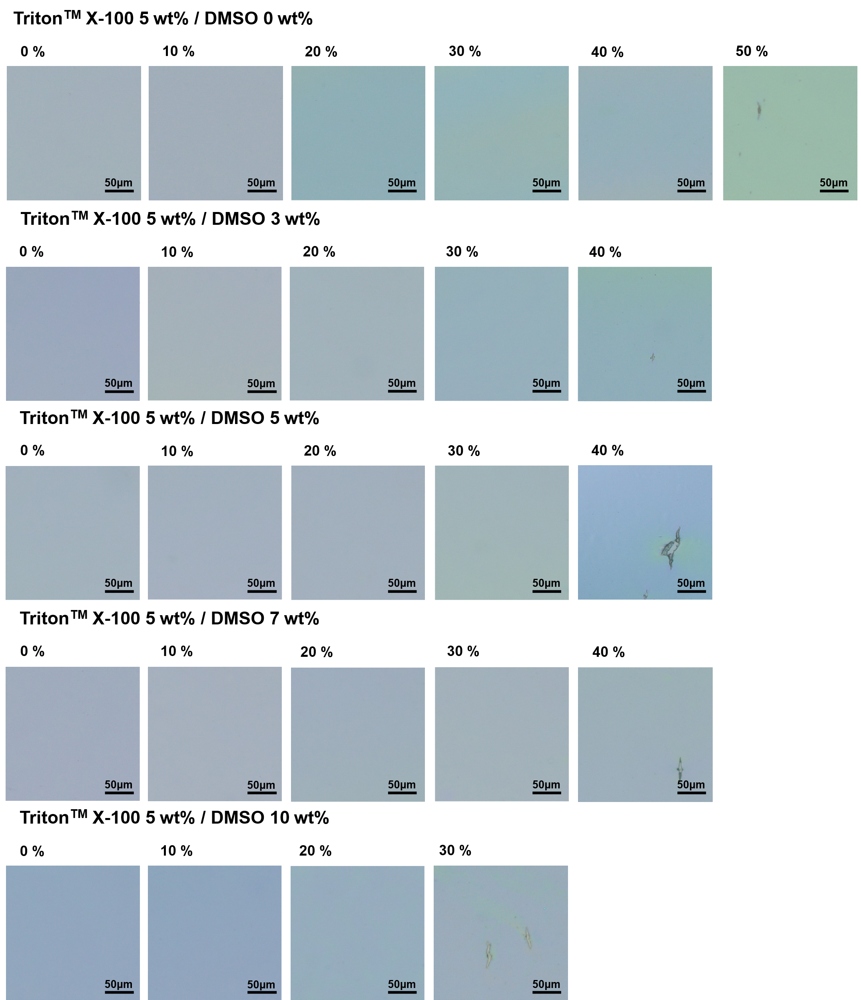 Triton™ X-100 5 wt% / DMSO 0 wt%
0 % 10 % 20 % 30 % 40 % 50 %
50µm 50µm 50µm 50µm 50µm 50µm
Triton™ X-100 5 wt% / DMSO 3 wt%
0 % 10 % 20 % 30 % 40 %
50µm 50µm 50µm 50µm 50µm
Triton™ X-100 5 wt% / DMSO 5 wt%
0 % 10 % 20 % 30 % 40 %
50µm 50µm 50µm 50µm 50µm
Triton™ X-100 5 wt% / DMSO 7 wt%
0 % 10 % 20 % 30 % 40 %
50µm 50µm 50µm 50µm 50µm
Triton™ X-100 5 wt% / DMSO 10 wt%
0 % 10 % 20 % 30 %
50µm 50µm 50µm 50µm